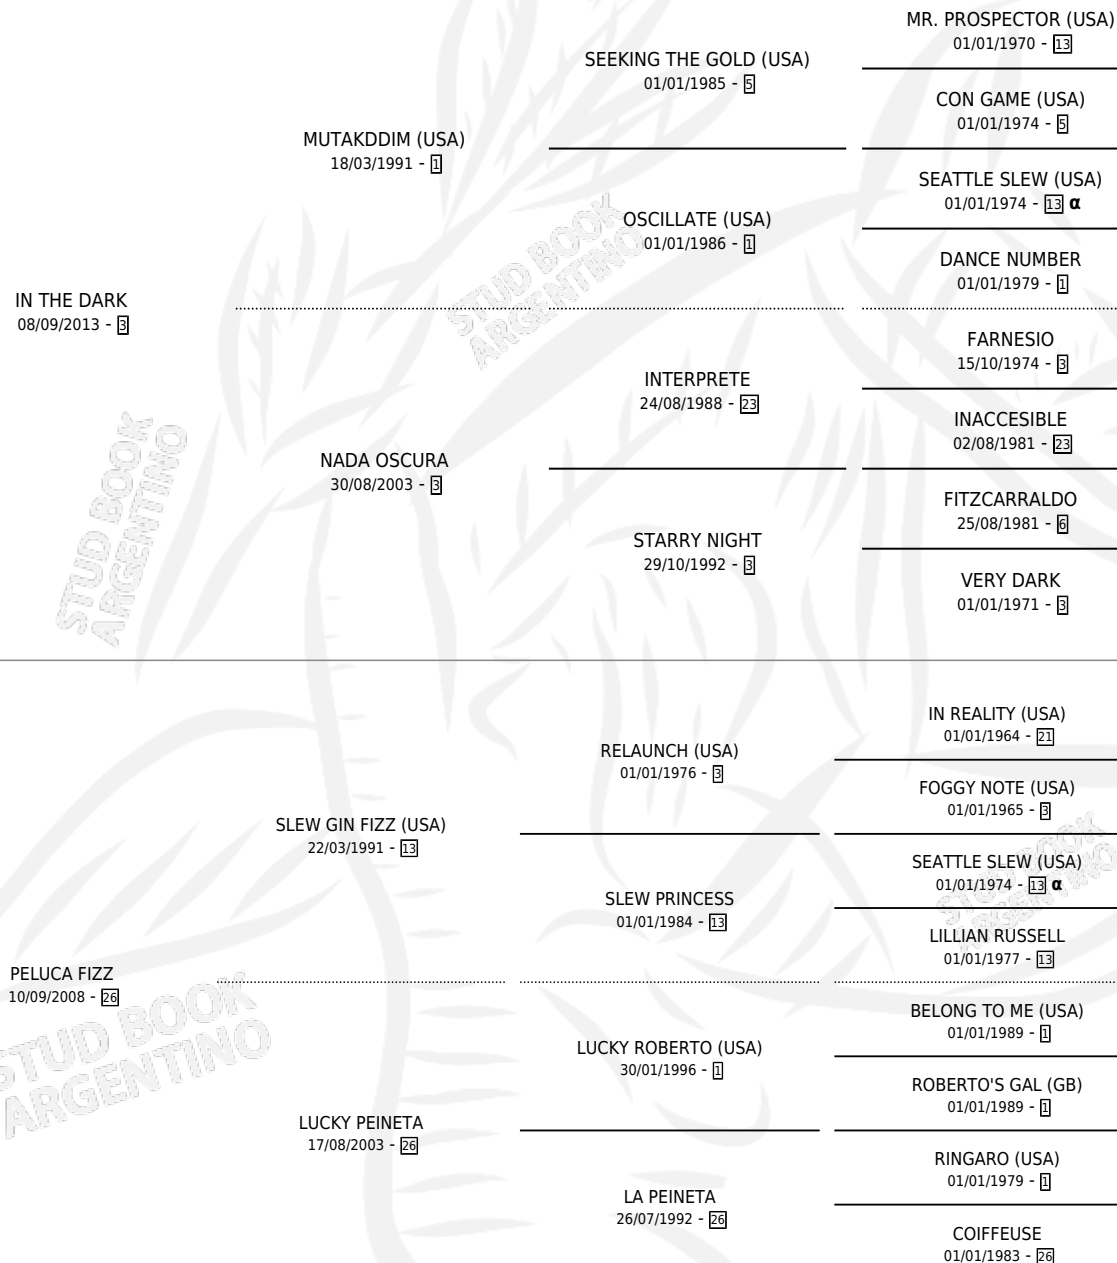 MR. PROSPECTOR (USA)
01/01/1970 - 13
SEEKING THE GOLD (USA)
01/01/1985 - 5
CON GAME (USA)
01/01/1974 - 5
MUTAKDDIM (USA)
18/03/1991 - 1
SEATTLE SLEW (USA)
01/01/1974 - 13 α
OSCILLATE (USA)
01/01/1986 - 1
DANCE NUMBER
01/01/1979 - 1
IN THE DARK
08/09/2013 - 3
FARNESIO
15/10/1974 - 3
INTERPRETE
24/08/1988 - 23
INACCESIBLE
02/08/1981 - 23
NADA OSCURA
30/08/2003 - 3
FITZCARRALDO
25/08/1981 - 6
STARRY NIGHT
29/10/1992 - 3
VERY DARK
01/01/1971 - 3
IN REALITY (USA)
01/01/1964 - 21
RELAUNCH (USA)
01/01/1976 - 3
FOGGY NOTE (USA)
01/01/1965 - 3
SLEW GIN FIZZ (USA)
22/03/1991 - 13
SEATTLE SLEW (USA)
01/01/1974 - 13 α
SLEW PRINCESS
01/01/1984 - 13
LILLIAN RUSSELL
01/01/1977 - 13
PELUCA FIZZ
10/09/2008 - 26
BELONG TO ME (USA)
01/01/1989 - 1
LUCKY ROBERTO (USA)
30/01/1996 - 1
ROBERTO'S GAL (GB)
01/01/1989 - 1
LUCKY PEINETA
17/08/2003 - 26
RINGARO (USA)
01/01/1979 - 1
LA PEINETA
26/07/1992 - 26
COIFFEUSE
01/01/1983 - 26
STUD BOOK
ARGENTINO
STUD BOOK
ARGENTINO
STUD BOOK
ARGENTINO
STUD BOOK
ARGENTINO